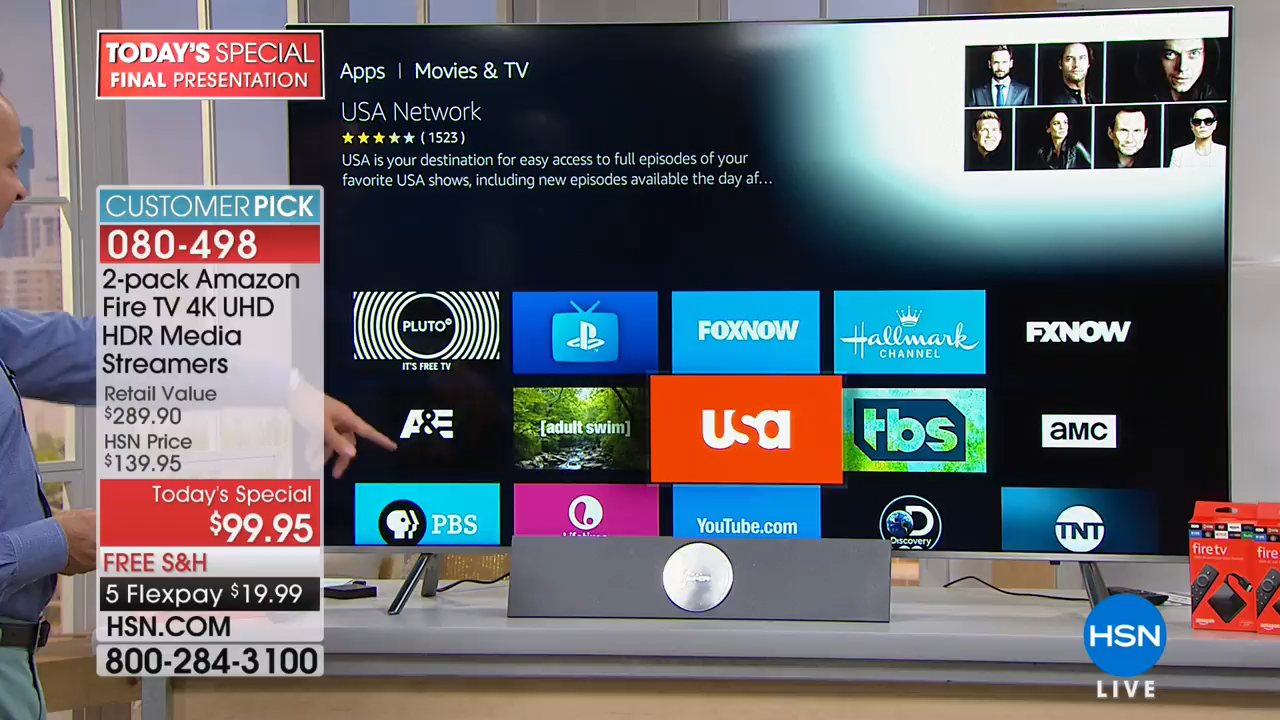 TODAY'S SPECIAL
FINAL PRESENTATION
CUSTOMER PICK
080-498
2-pack Amazon
Fire TV 4K UHD
HDR Media
Streamers
Retail Value
$289.90
HSN Price
$139.95
Today's Special
$99.95
FREE S&H
5 Flexpay $19.99
HSN.COM
800-284-3100
Apps | Movies & TV
USA Network
(1523)
USA is your destination for easy access to full episodes of your
favorite USA shows, including new episodes available the day af...
PLUTO
IT'S FREE TV
FOXNOW
Hallmark
CHANNEL
FXNOW
A&E
[adult swim]
usa
tbs
amc
PBS
YouTube.com
Discovery
TNT
fire tv
amazon
HSN
LIVE